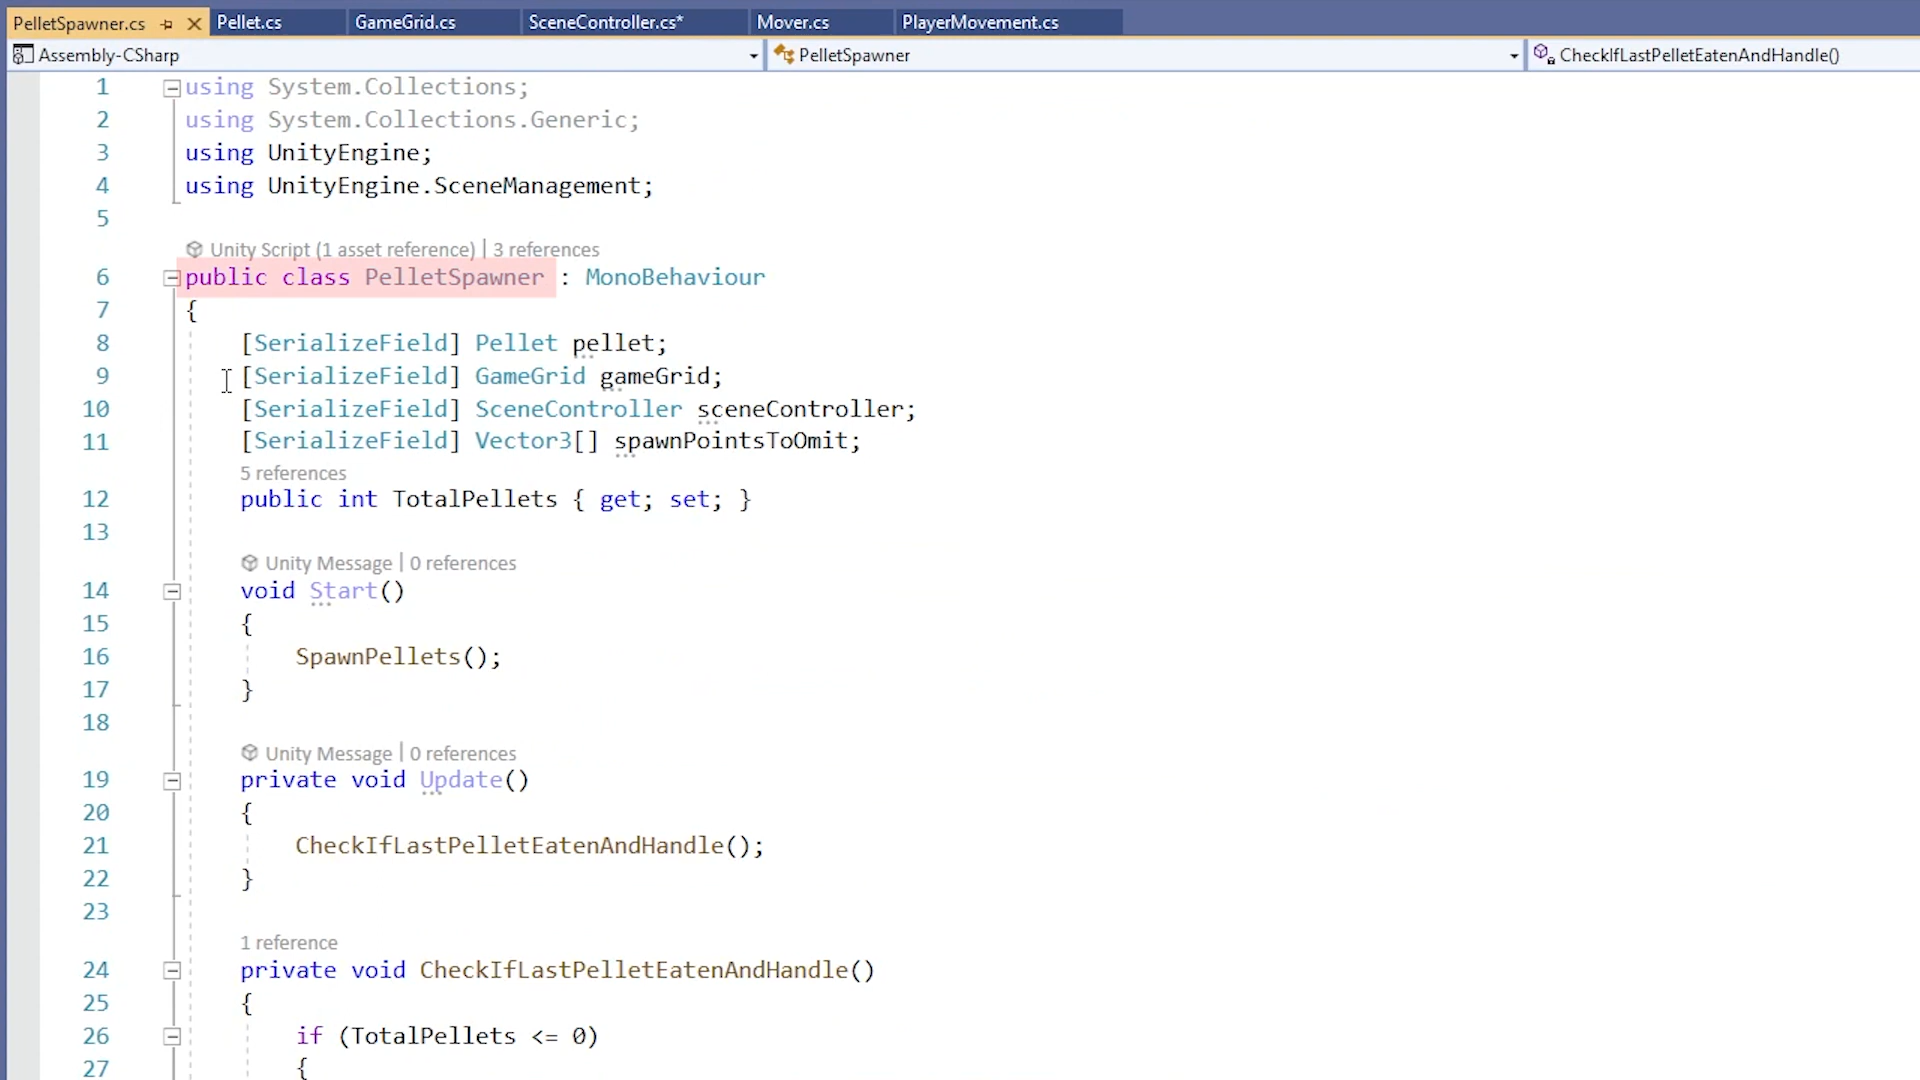 PelletSpawner.cs Pellet.cs GameGrid.cs SceneController.cs* Mover.cs PlayerMovement.cs
Assembly-CSharp PelletSpawner CheckIfLastPelletEatenAndHandle()
1 using System.Collections;
2 using System.Collections.Generic;
3 using UnityEngine;
4 using UnityEngine.SceneManagement;
5
Unity Script (1 asset reference) | 3 references
6 public class PelletSpawner : MonoBehaviour
7 {
8 [SerializeField] Pellet pellet;
9 [SerializeField] GameGrid gameGrid;
10 [SerializeField] SceneController sceneController;
11 [SerializeField] Vector3[] spawnPointsToOmit;
5 references
12 public int TotalPellets { get; set; }
13
Unity Message | 0 references
14 void Start()
15 {
16 SpawnPellets();
17 }
18
Unity Message | 0 references
19 private void Update()
20 {
21 CheckIfLastPelletEatenAndHandle();
22 }
23
1 reference
24 private void CheckIfLastPelletEatenAndHandle()
25 {
26 if (TotalPellets <= 0)
27 {